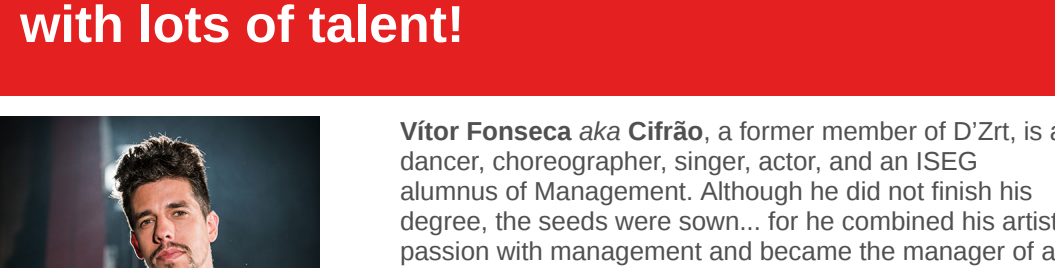 with lots of talent!
Vítor Fonseca aka Cifrão, a former member of D’Zrt, is a
dancer, choreographer, singer, actor, and an ISEG
alumnus of Management. Although he did not finish his
degree, the seeds were sown... for he combined his artist
passion with management and became the manager of a